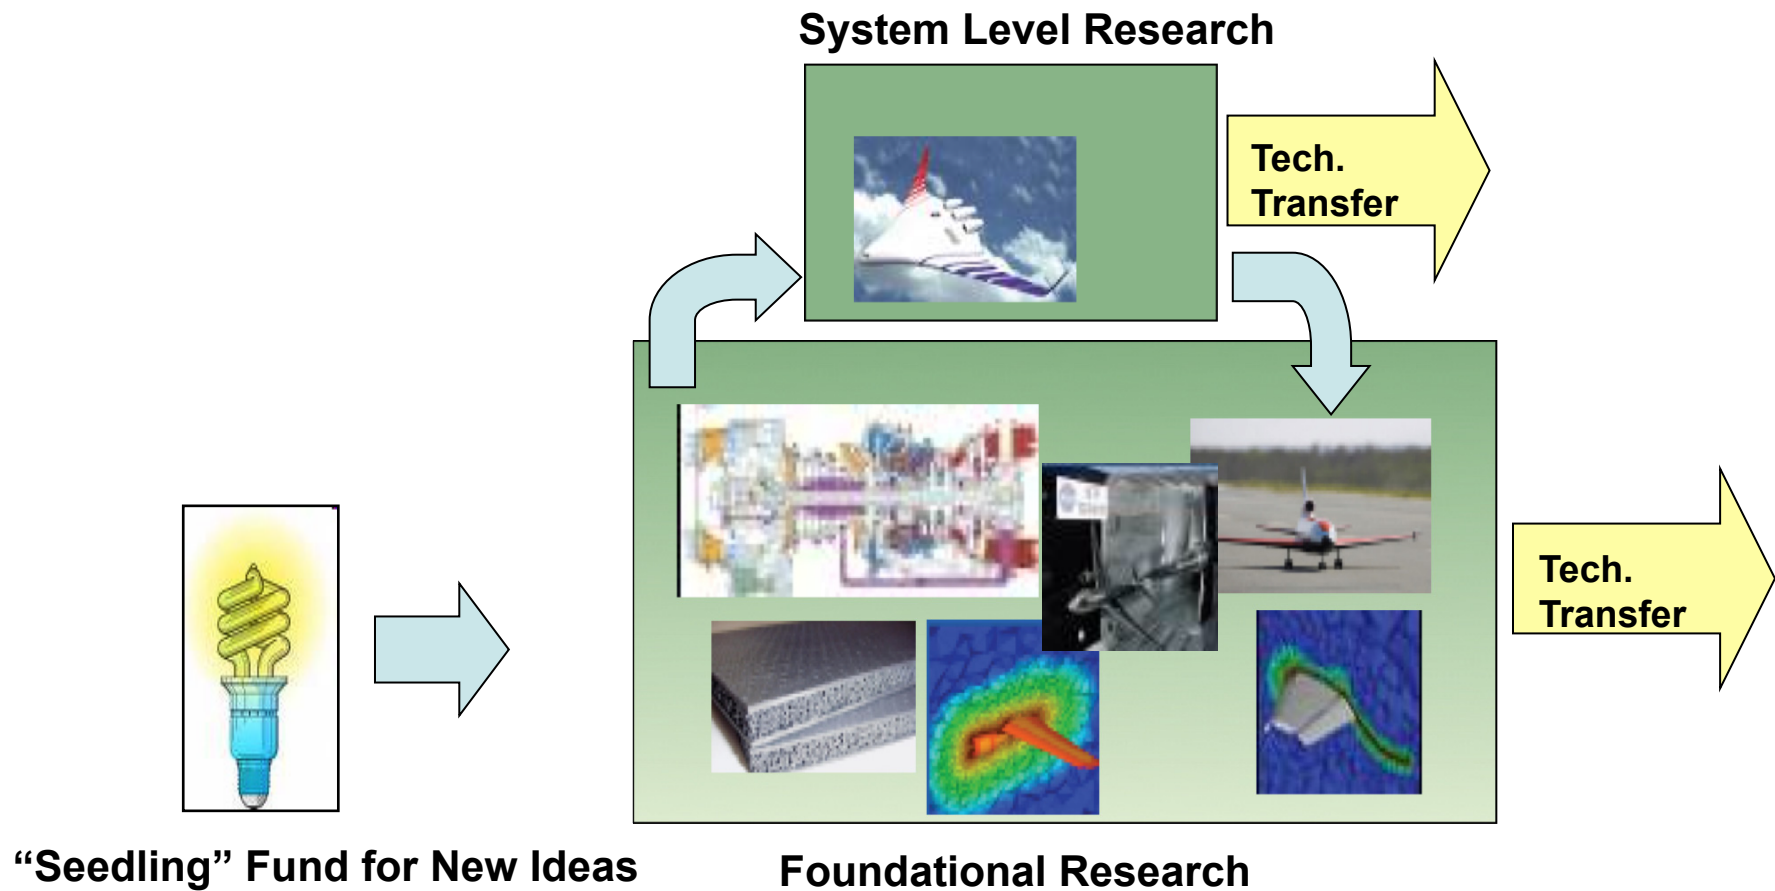 System Level Research
Tech.
Transfer
Tech.
Transfer
“Seedling” Fund for New Ideas
Foundational Research